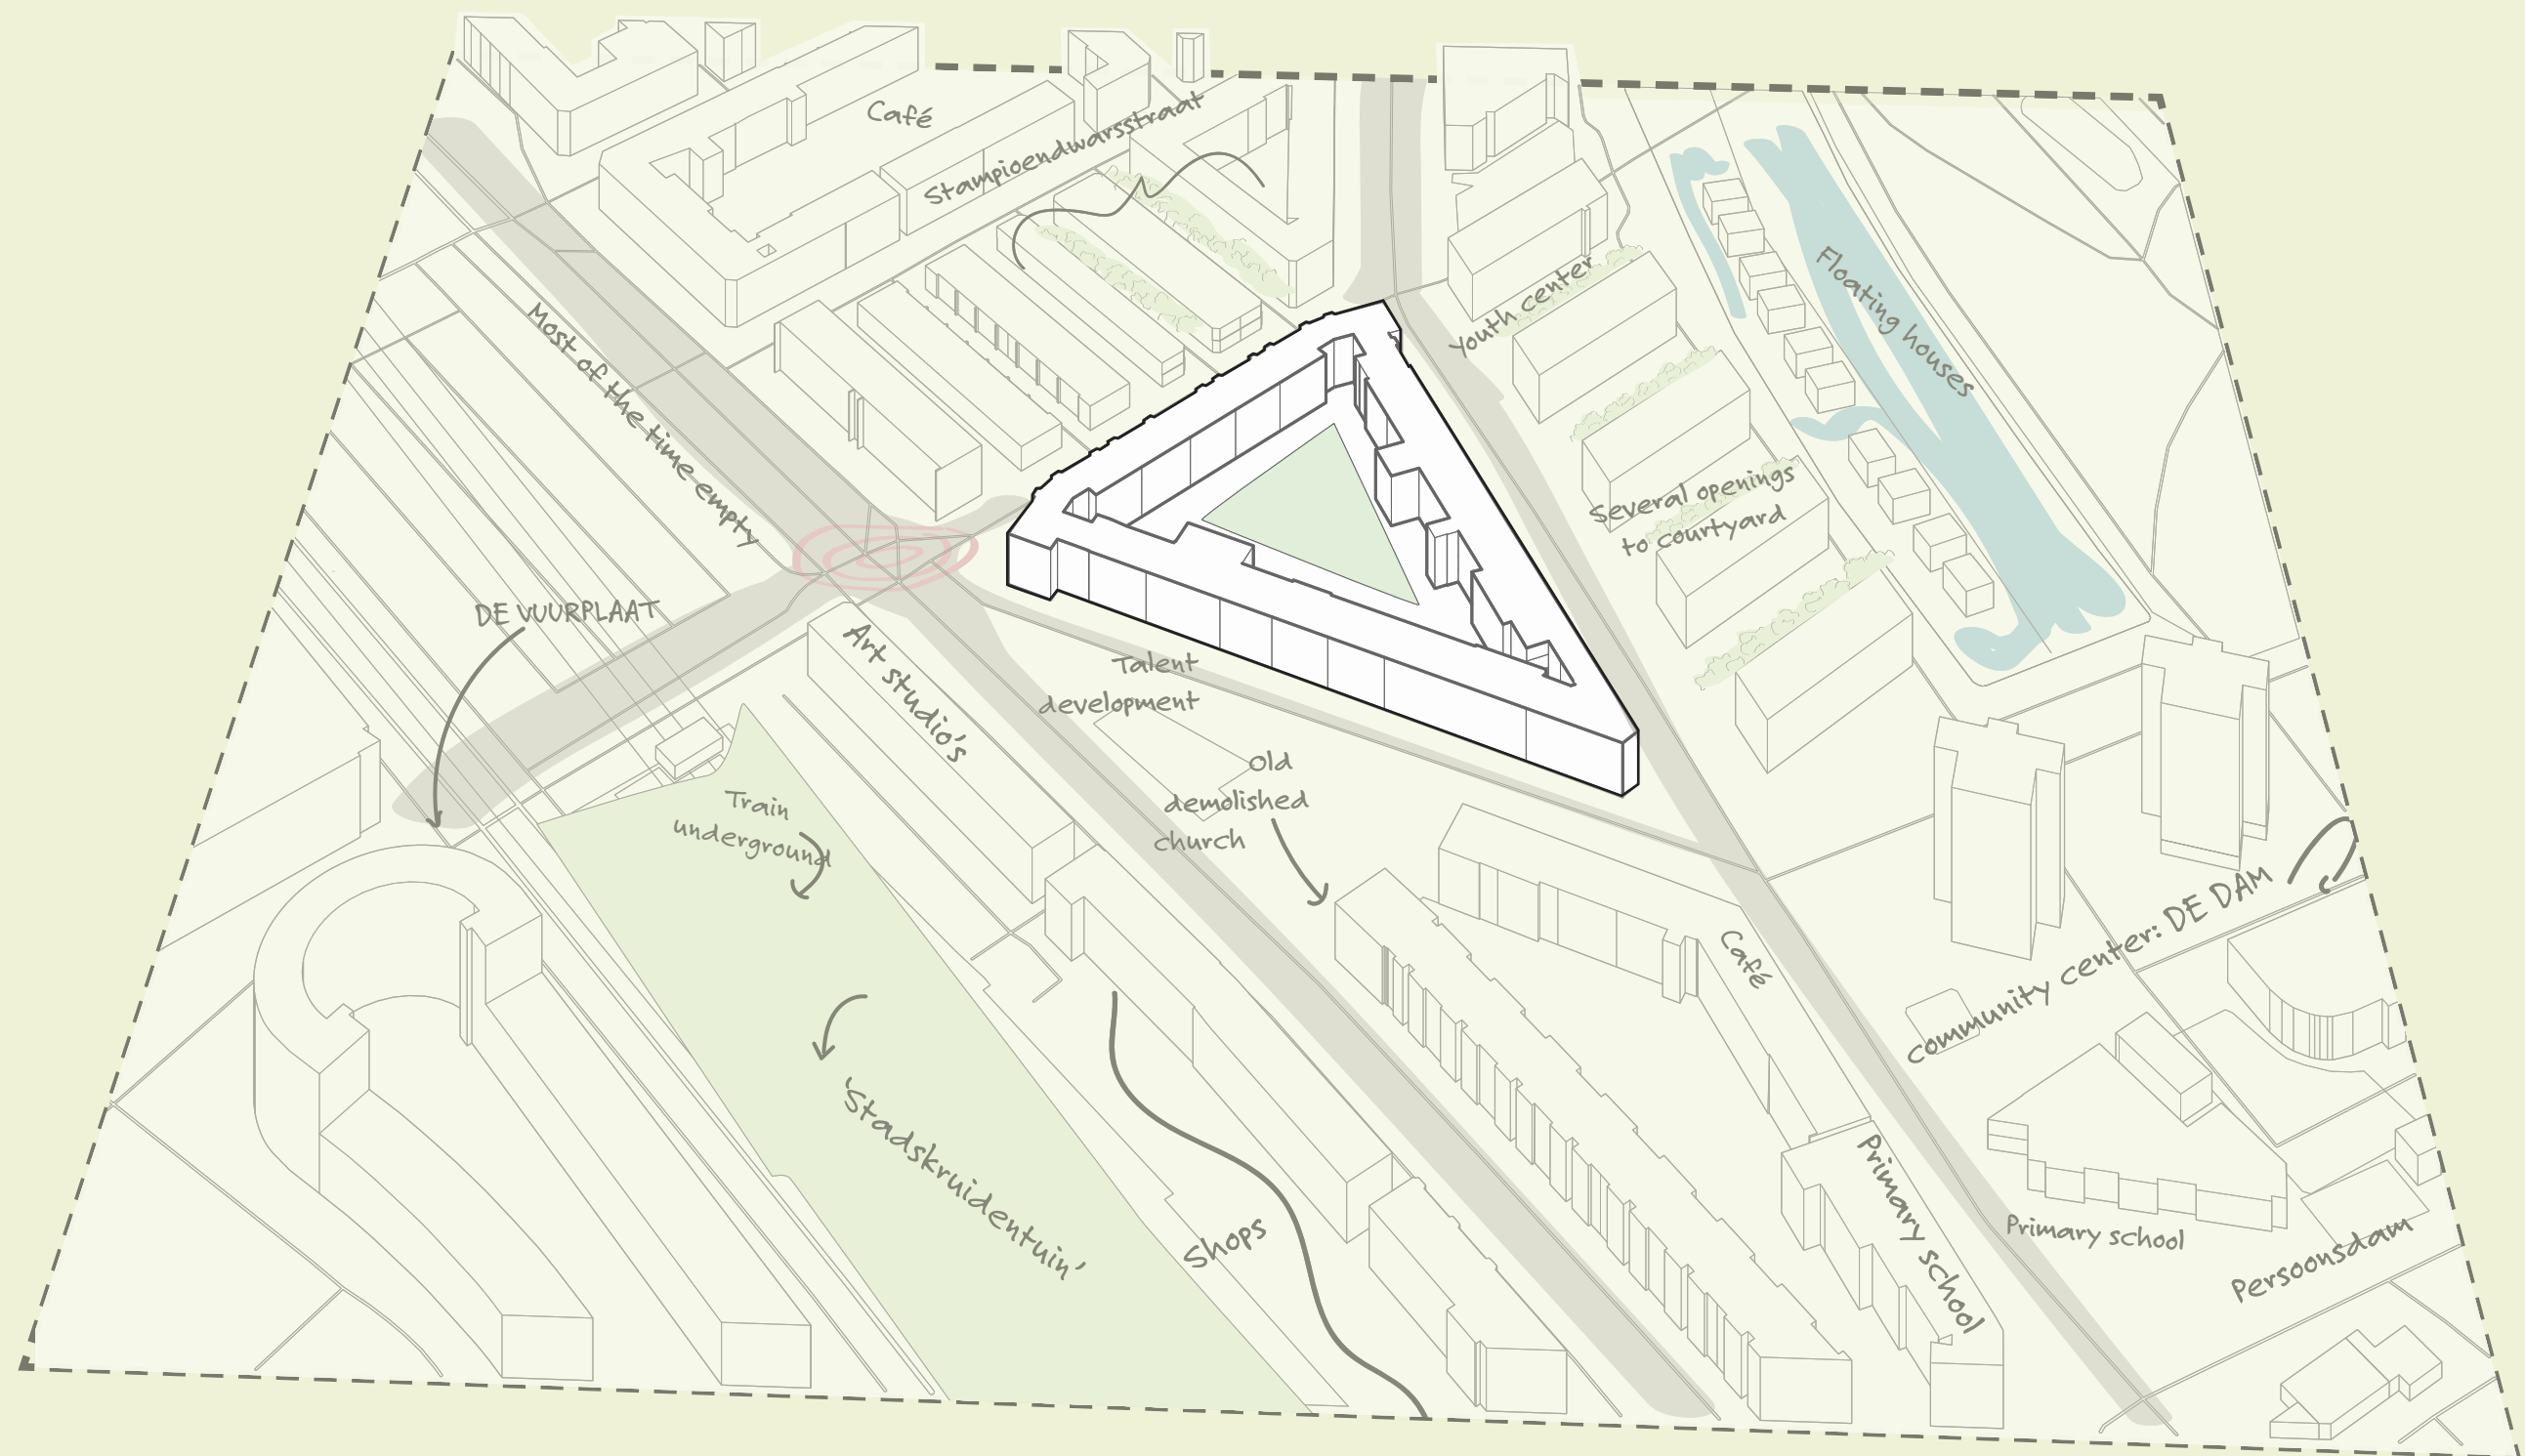 Café
Stampioendwarsstraat
Floating houses
Youth center
Most of the time empty
Several openings
to courtyard
DE VUURPLAAT
Art studio's
Talent
development
Old
demolished
church
Train
underground
Café
Community center: DE DAM
'Stadskruidentuin'
Shops
Primary school
Primary school
Persoonsdam